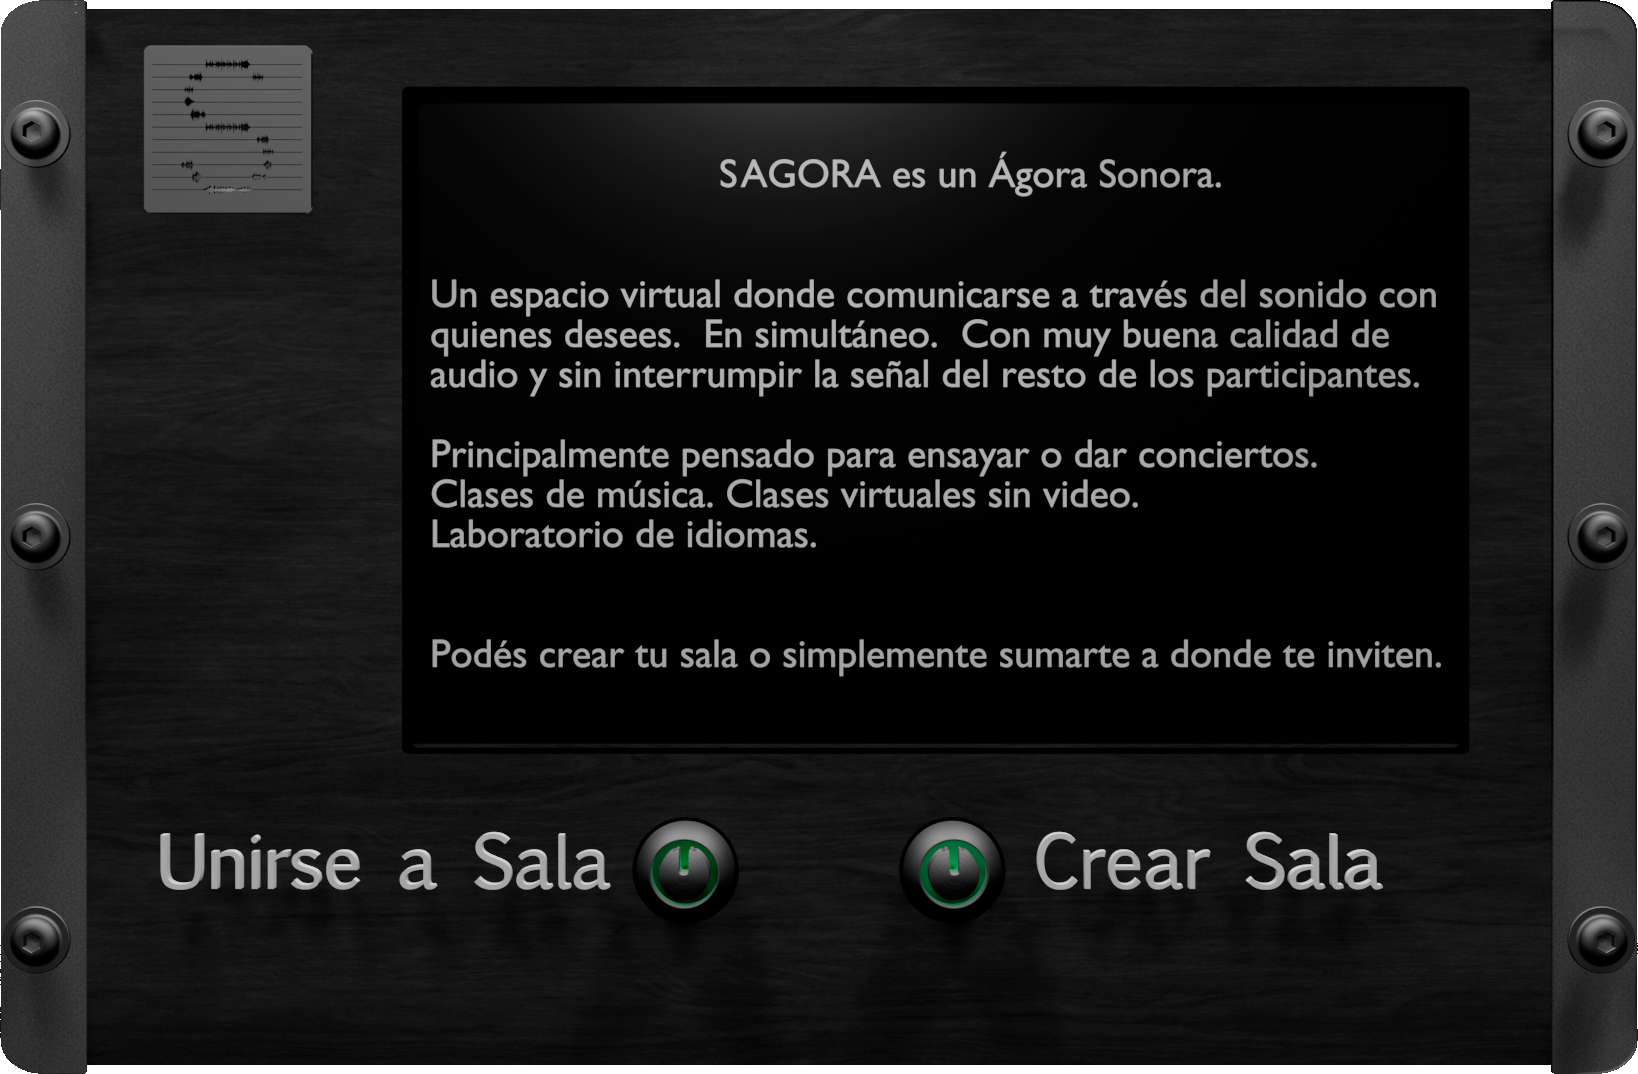 SAGORA es un Ágora Sonora.
Un espacio virtual donde comunicarse a través del sonido con
quienes desees.  En simultáneo.  Con muy buena calidad de
audio y sin interrumpir la señal del resto de los participantes.
Principalmente pensado para ensayar o dar conciertos.
Clases de música. Clases virtuales sin video.
Laboratorio de idiomas.
Podés crear tu sala o simplemente sumarte a donde te inviten.
Unirse a Sala
Crear Sala